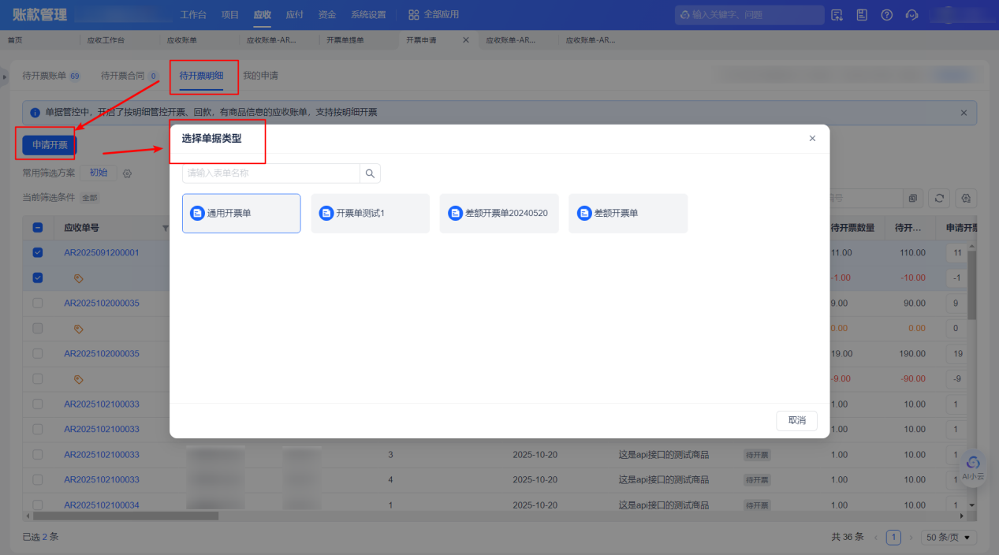 账款管理 工作台 项目 应收 应付 资金 系统设置 全部应用 输入关键字、问题
首页 应收工作台 应收账单 应收账单-AR... 开票单提单 开票申请 应收账单-AR... 应收账单-AR...
待开票账单 69 待开票合同 0 待开票明细 我的申请
单据管控中，开启了按明细管控开票、回款，有商品信息的应收账单，支持按明细开票
申请开票
选择单据类型
常用筛选方案 初始
请输入表单名称
当前筛选条件 全部
通用开票单 开票单测试1 差额开票单20240520 差额开票单
应收单号 待开票数量 待开... 申请开票
AR2025091200001 11.00 110.00 11
-1.00 -10.00 -1
AR2025102000035 9.00 90.00 9
0.00 0.00 0
AR2025102000035 19.00 190.00 19
-9.00 -90.00 -9
AR2025102100033 1.00 10.00 1
取消
AR2025102100033 1.00 10.00 1
AR2025102100033 3 2025-10-20 这是api接口的测试商品 待开票 1.00 10.00 1
AR2025102100033 4 2025-10-20 这是api接口的测试商品 待开票 1.00 10.00 1
AI小云
AR2025102100034 1 2025-10-20 这是api接口的测试商品 待开票 1.00 10.00 1
已选 2 条 共 36 条 1 50 条/页